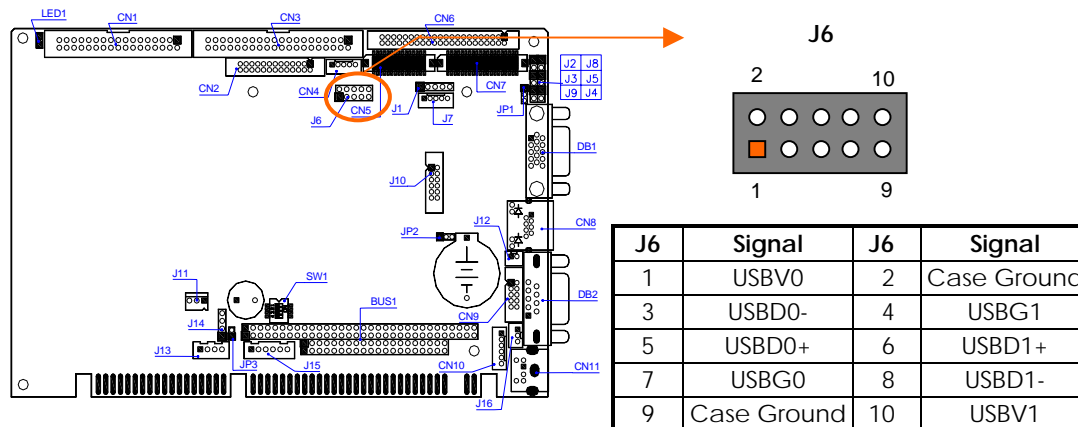 LED1
CN1
CN3
CN6
CN2
CN4
J6
CN5
J1
J7
CN7
J2 J8
J3 J5
J9 J4
JP1
DB1
J10
J12
CN8
JP2
J11
SW1
BUS1
CN9
DB2
J14
J13
JP3
J15
CN10
J16
CN11
J6
2 10
1 9
J6 Signal J6 Signal
1 USBV0 2 Case Ground
3 USBD0- 4 USBG1
5 USBD0+ 6 USBD1+
7 USBG0 8 USBD1-
9 Case Ground 10 USBV1